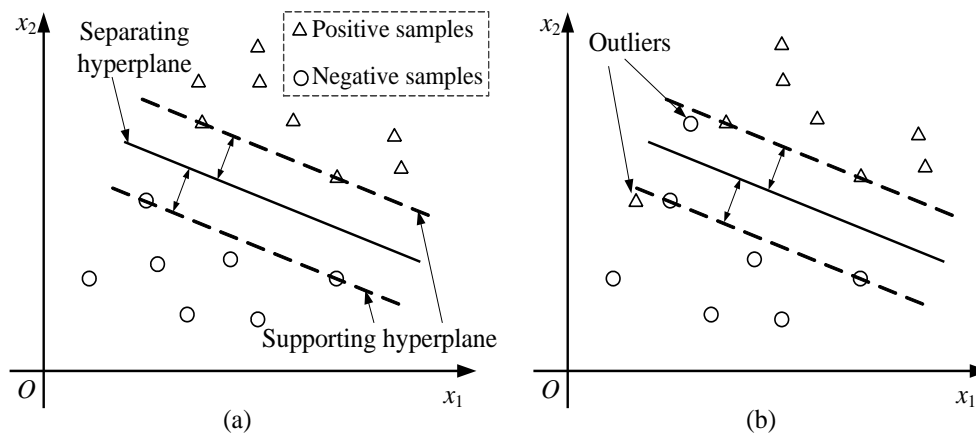 x2
Separating
hyperplane
Positive samples
Negative samples
Supporting hyperplane
O
x1
(a)
x2
Outliers
O
x1
(b)